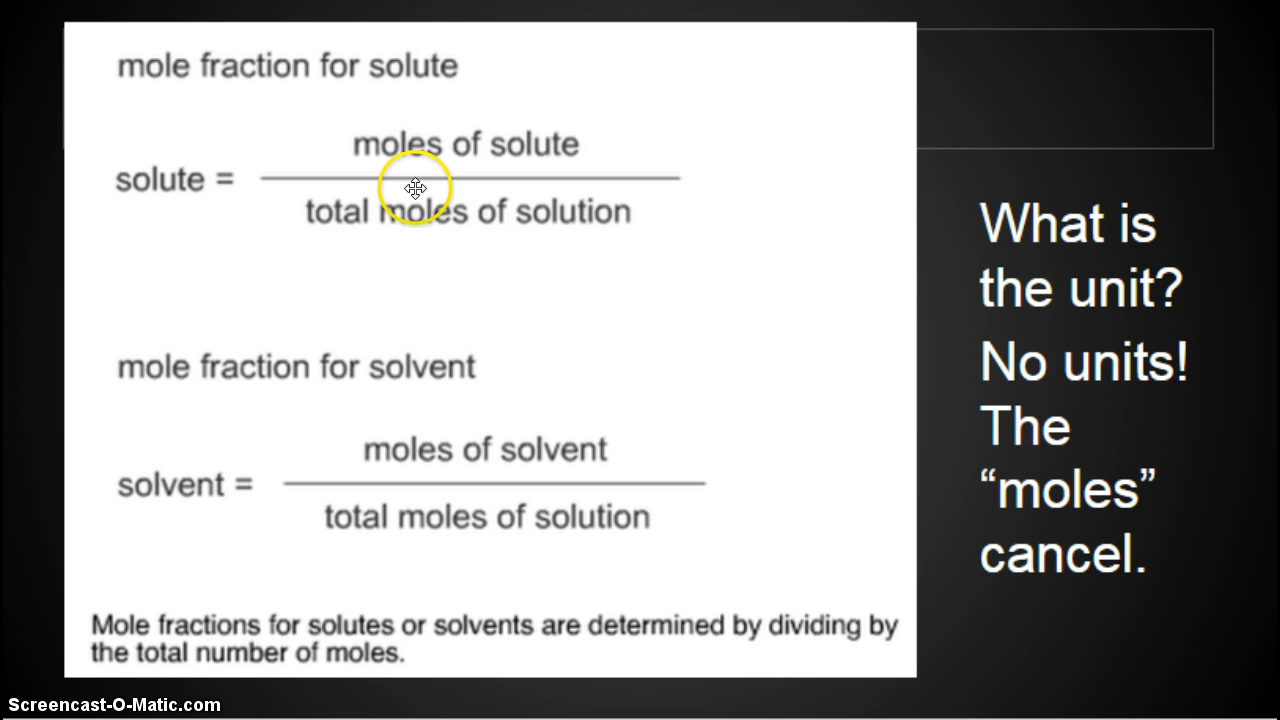 mole fraction for solute
moles of solute
solute =
total moles of solution
mole fraction for solvent
moles of solvent
solvent =
total moles of solution
Mole fractions for solutes or solvents are determined by dividing by
the total number of moles.
What is
the unit?
No units!
The
“moles”
cancel.
Screencast-O-Matic.com